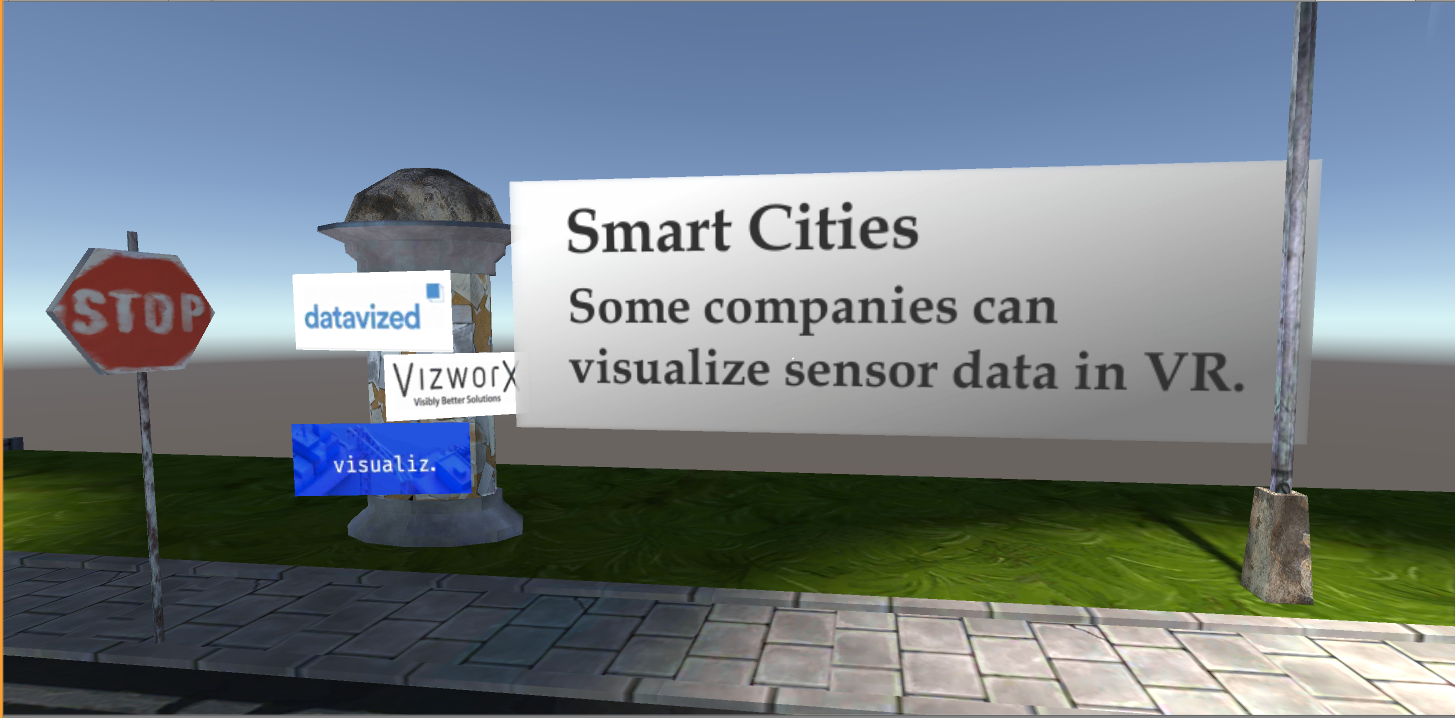 STOP
datavized
VizworX
Visibly Better Solutions
visualiz.
Smart Cities
Some companies can
visualize sensor data in VR.